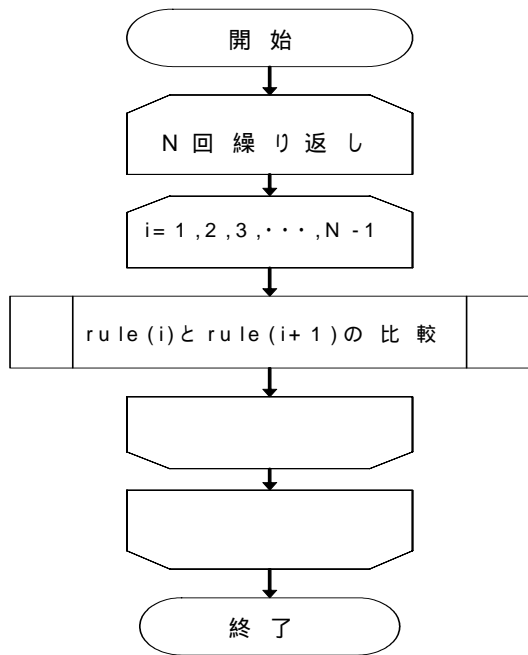 開始
N回繰り返し
i=1,2,3,･･･,N-1
rule(i)とrule(i+1)の比較
終了